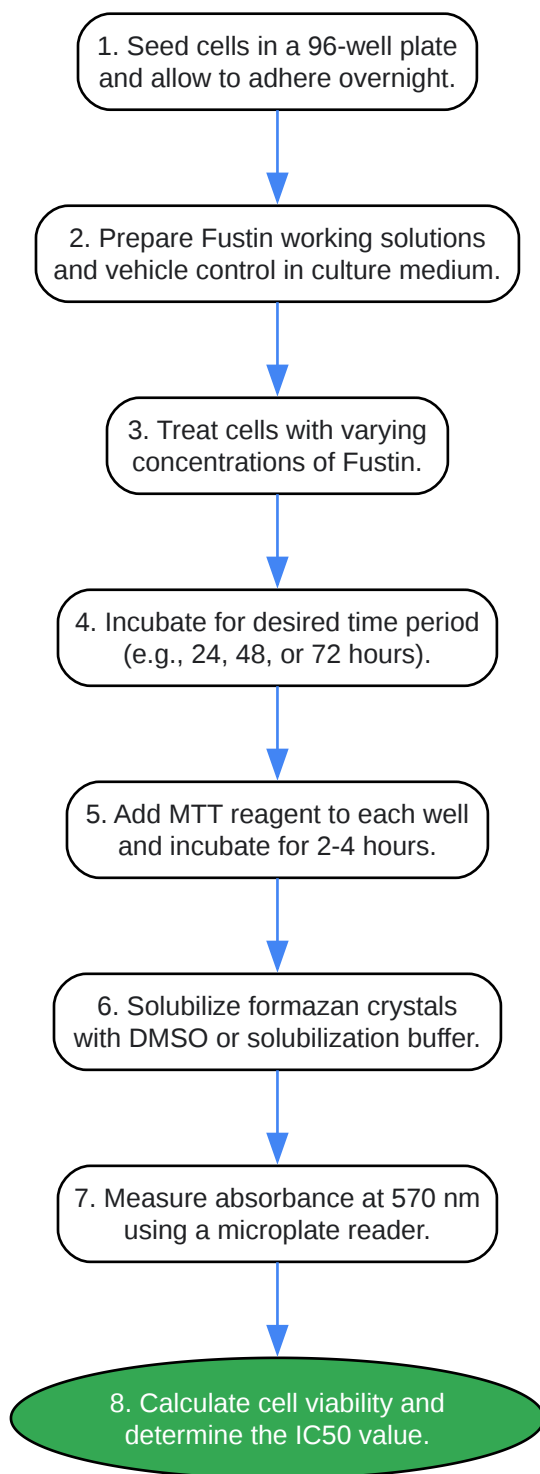 1. Seed cells in a 96-well plate
and allow to adhere overnight.
2. Prepare Fustin working solutions
and vehicle control in culture medium.
3. Treat cells with varying
concentrations of Fustin.
4. Incubate for desired time period
(e.g., 24, 48, or 72 hours).
5. Add MTT reagent to each well
and incubate for 2-4 hours.
6. Solubilize formazan crystals
with DMSO or solubilization buffer.
7. Measure absorbance at 570 nm
using a microplate reader.
8. Calculate cell viability and
determine the IC50 value.